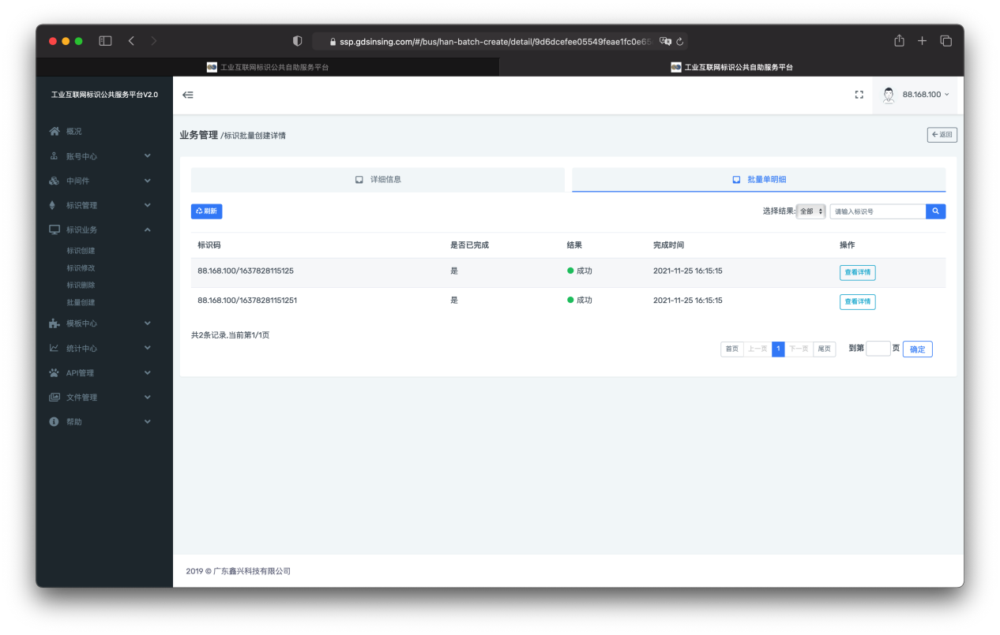 ssp.gdsinsing.com/#/bus/han-batch-create/detail/9d6dcefee05549feae1fc0e65
工业互联网标识公共自助服务平台
工业互联网标识公共自助服务平台
工业互联网标识公共服务平台V2.0
88.168.100
概况
账号中心
中间件
标识管理
标识业务
标识创建
标识修改
标识删除
批量创建
模板中心
统计中心
API管理
文件管理
帮助
业务管理 /标识批量创建详情
返回
详细信息
批量单明细
刷新
选择结果: 全部 请输入标识号
标识码 是否已完成 结果 完成时间 操作
88.168.100/1637828115125 是 成功 2021-11-25 16:15:15 查看详情
88.168.100/16378281151251 是 成功 2021-11-25 16:15:15 查看详情
共2条记录,当前第1/1页
首页 上一页 1 下一页 尾页 到第 页 确定
2019 © 广东鑫兴科技有限公司